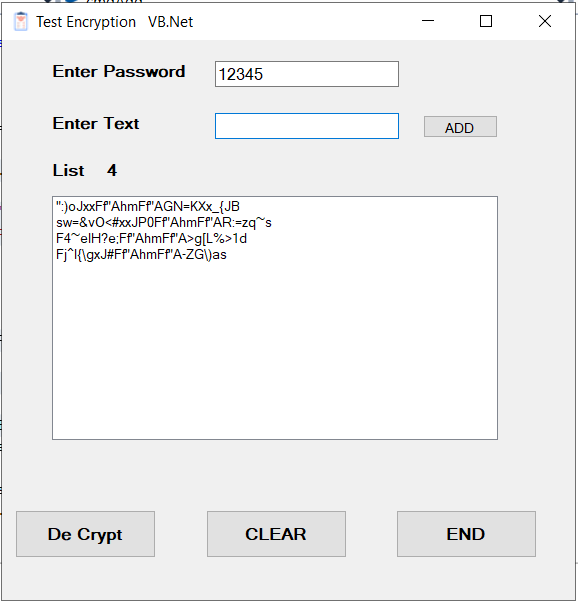 Test Encryption VB.Net
Enter Password 12345
Enter Text ADD
List 4
":)oJxxFf"AhmFf"AGN=KXx_{JB
sw=&vO<#xxJP0Ff"AhmFf"AR:=zq~s
F4~eIH?e;Ff"AhmFf"A>g[L%>1d
Fj^I{\gxJ#Ff"AhmFf"A-ZG\)as
De Crypt CLEAR END